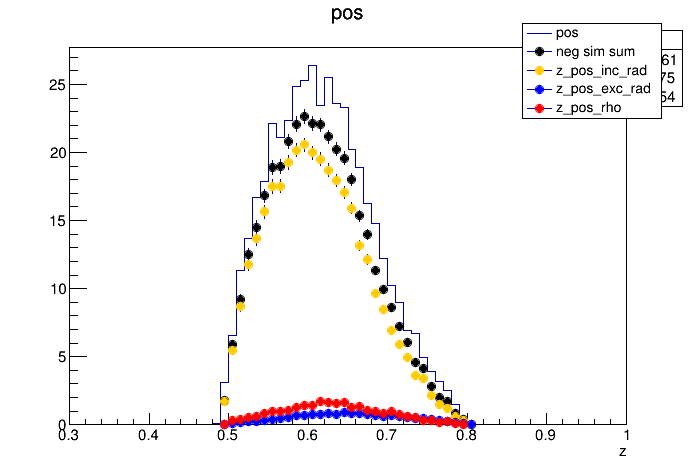 pos
pos
neg sim sum
z_pos_inc_rad
z_pos_exc_rad
z_pos_rho
61
75
54
25
20
15
10
5
0
0.3 0.4 0.5 0.6 0.7 0.8 0.9 1
z